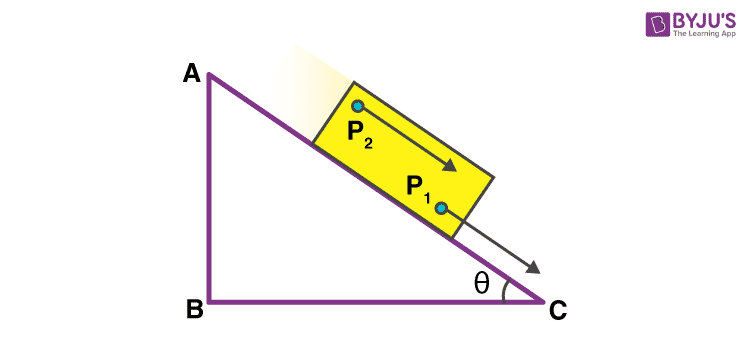 BYJU'S
The Learning App
A
P2
P1
θ
B
C